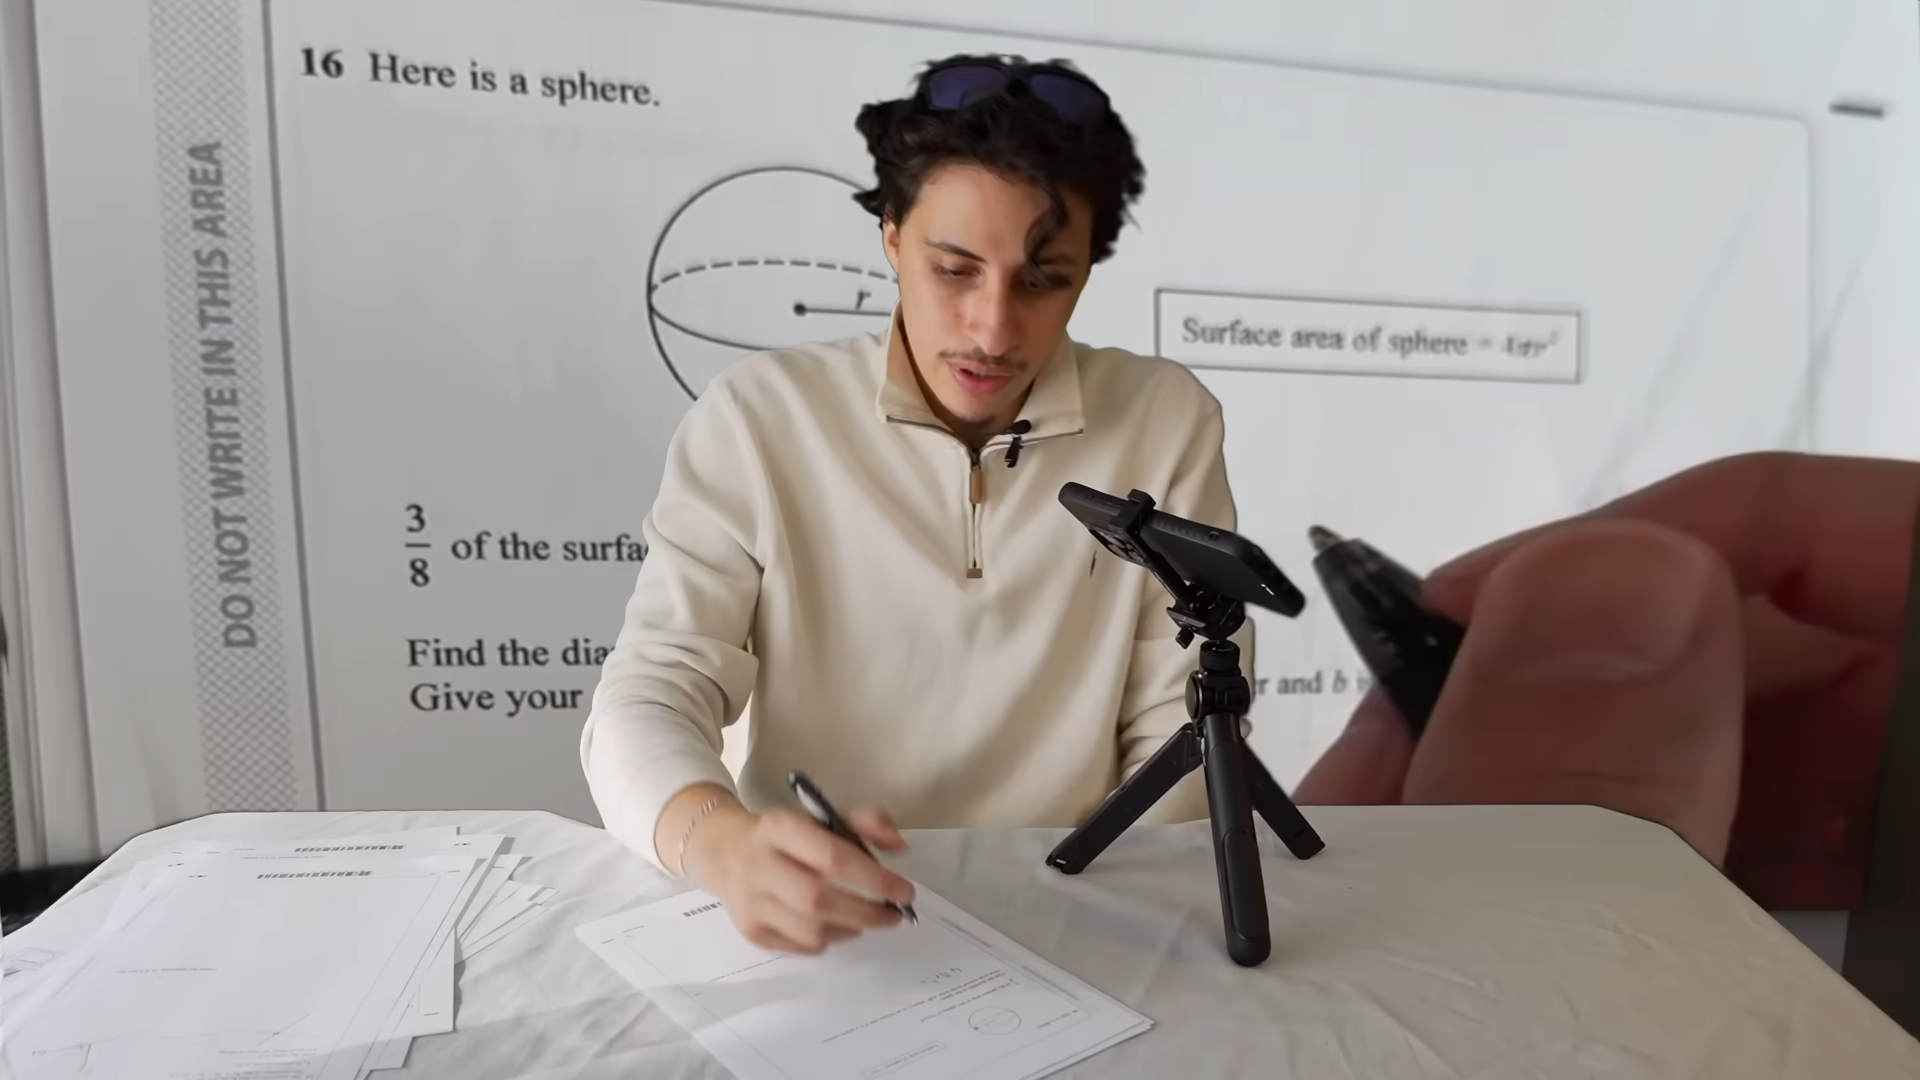 16 Here is a sphere.
r
Surface area of sphere = 4πr²
3
8
of the surfa
Find the dia
Give your
r and b i
DO NOT WRITE IN THIS AREA